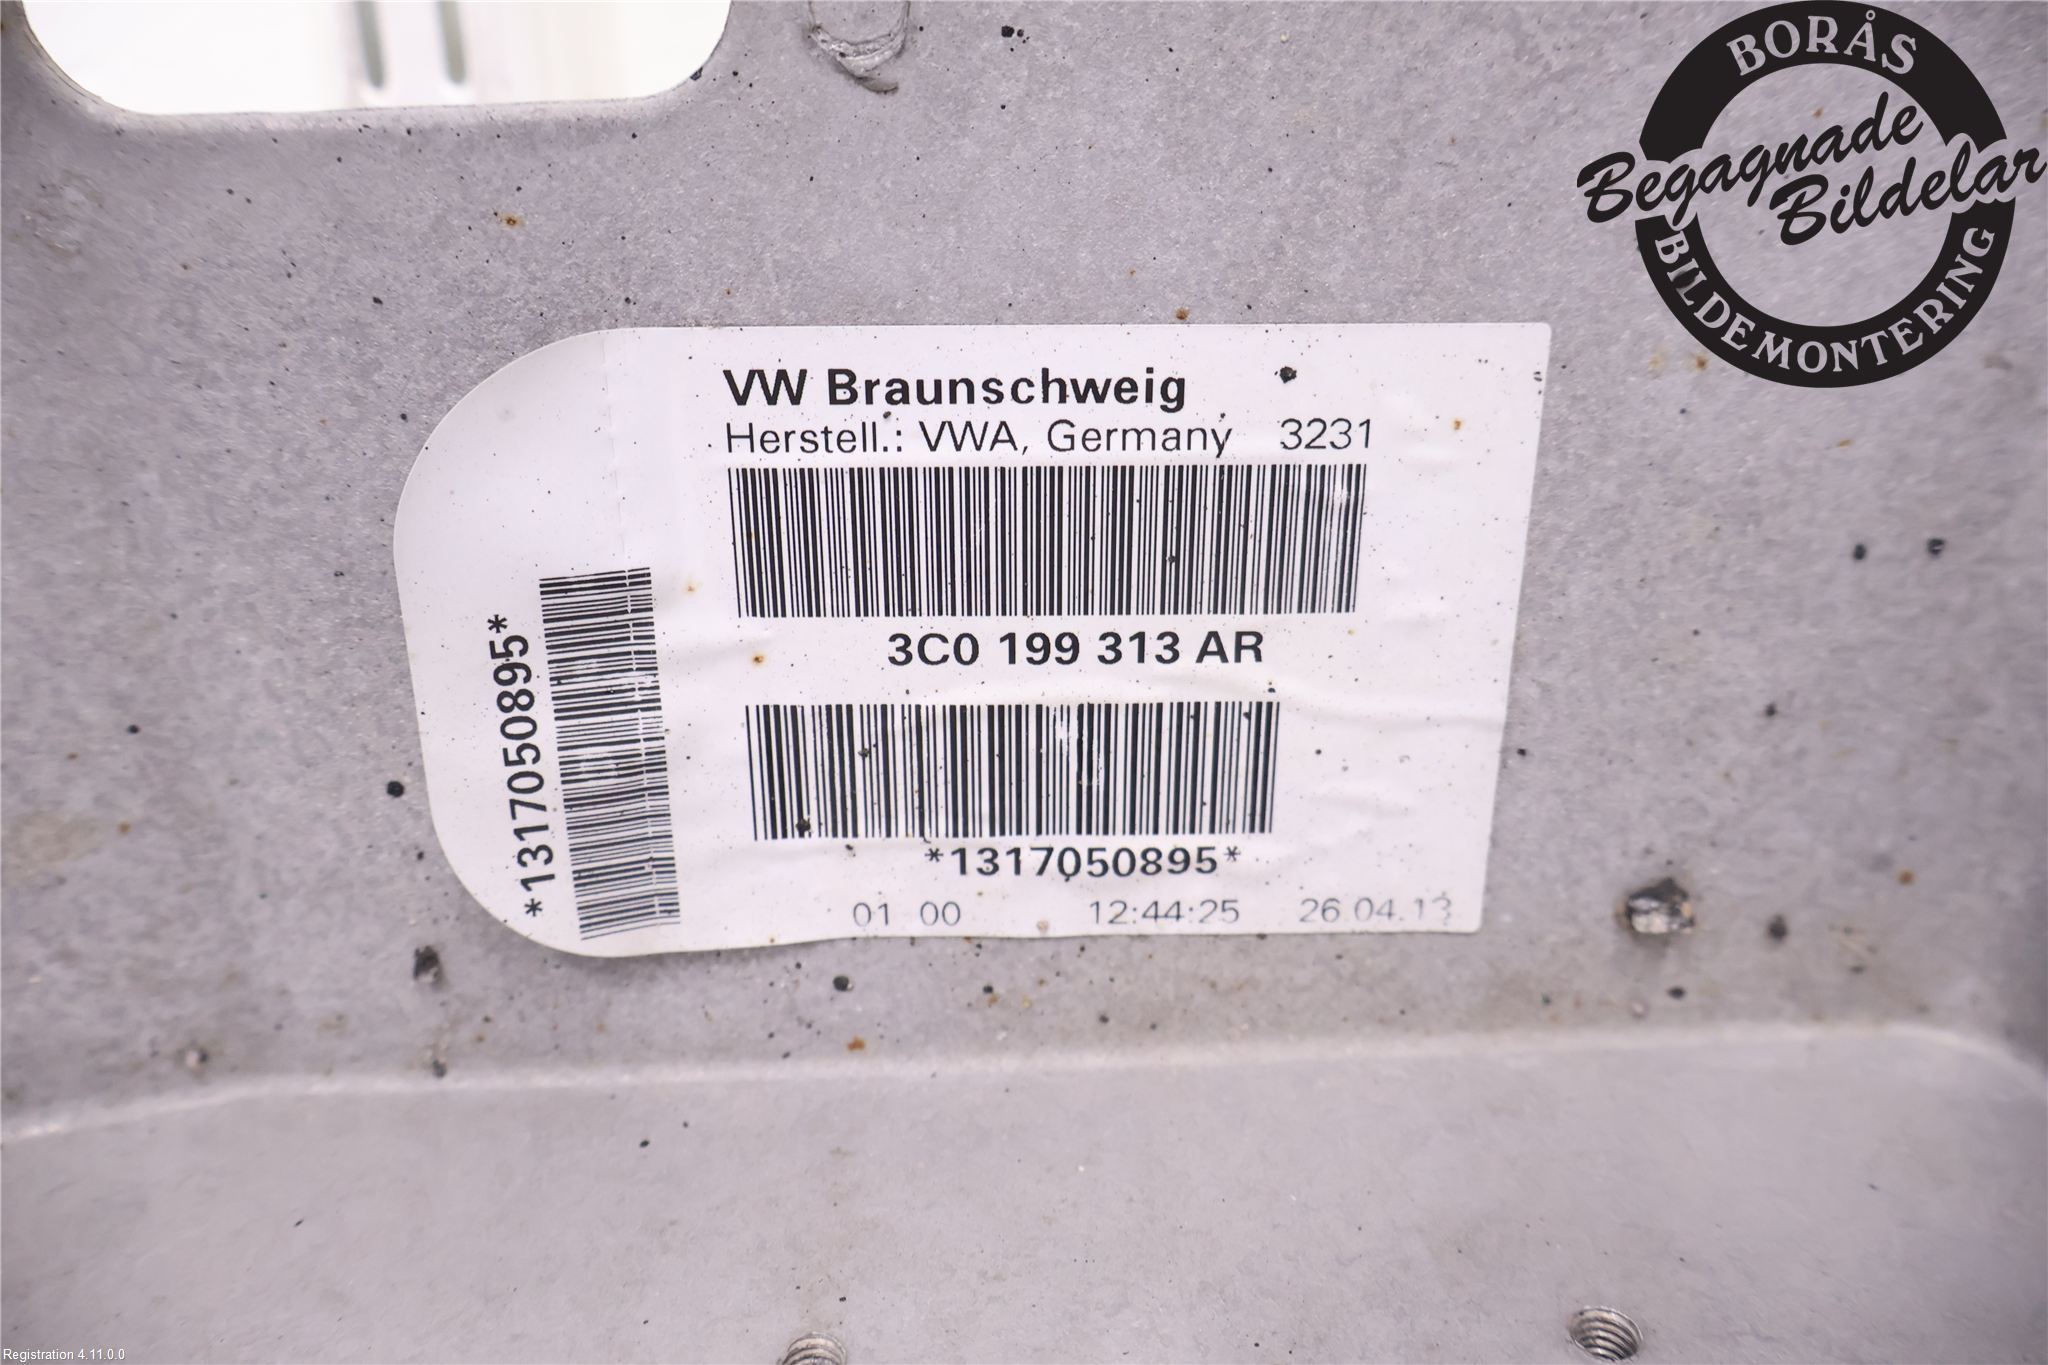 BORÅS
Begagnade
Bildelar
BILDEMONTERING
VW Braunschweig
Herstell.: VWA, Germany 3231
3C0 199 313 AR
*1317050895*
*1317050895*
01 00 12:44:25 26.04.13
Registration 4.11.0.0